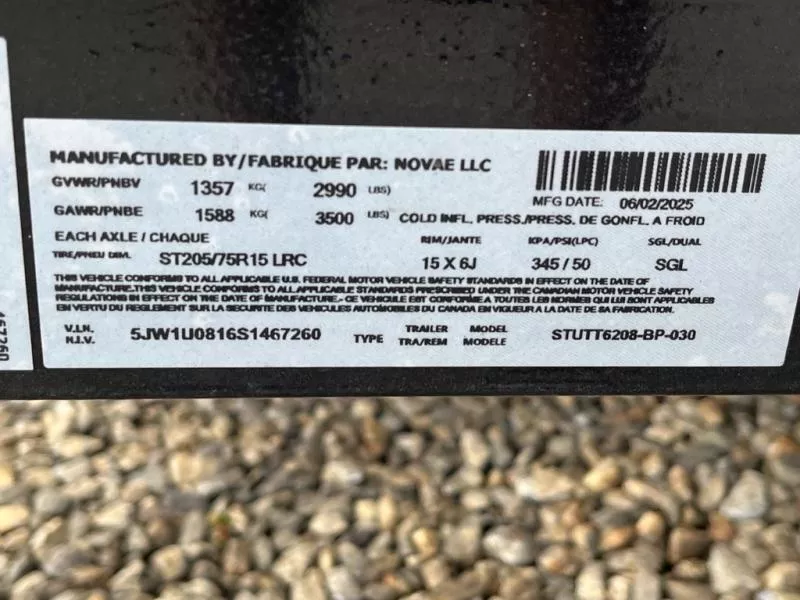 MANUFACTURED BY/FABRIQUE PAR: NOVAE LLC
GVWR/PNBV 1357 KG( 2990 LBS)
MFG DATE: 06/02/2025
GAWR/PNBE 1588 KG( 3500 LBS) COLD INFL. PRESS./PRESS. DE GONFL. A FROID
EACH AXLE / CHAQUE RIM/JANTE KPA/PSI(LPC) SGL/DUAL
TIRE/PNEU DIM. ST205/75R15 LRC 15 X 6J 345/50 SGL
THIS VEHICLE CONFORMS TO ALL APPLICABLE U.S. FEDERAL MOTOR VEHICLE SAFETY STANDARDS IN EFFECT ON THE DATE OF
MANUFACTURE.THIS VEHICLE CONFORMS TO ALL APPLICABLE STANDARDS PRESCRIBED UNDER THE CANADIAN MOTOR VEHICLE SAFETY
REGULATIONS IN EFFECT ON THE DATE OF MANUFACTURE.- CE VEHICULE EST CONFORME A TOUTES LES NORMES QUI LUI SONT APPLICABLES
EN VERTU DU REGLEMENT SUR LA SECURITE DES VEHICULES AUTOMOBILES DU CANADA EN VIGUEUR A LA DATE DE SA FABRICATION.
V.I.N. 5JW1U0816S1467260 TYPE TRAILER MODEL STUTT6208-BP-030
N.I.V. TRA/REM MODÈLE
467260